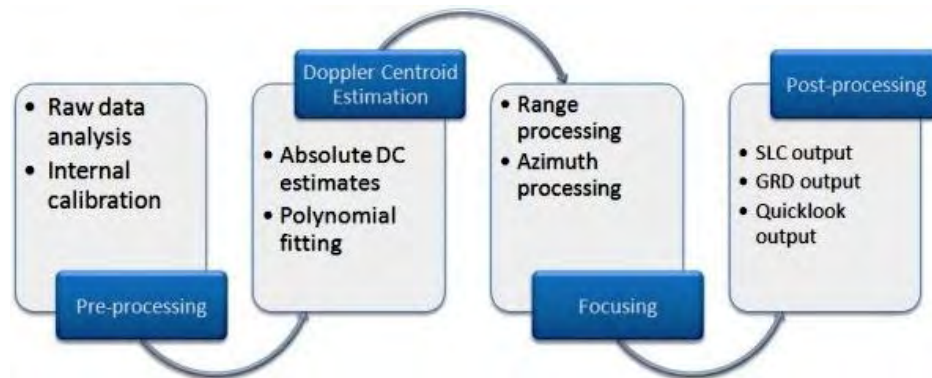 • Raw data
analysis
• Internal
calibration
Pre-processing
Doppler Centroid
Estimation
• Absolute DC
estimates
• Polynomial
fitting
• Range
processing
• Azimuth
processing
Focusing
Post-processing
• SLC output
• GRD output
• Quicklook
output